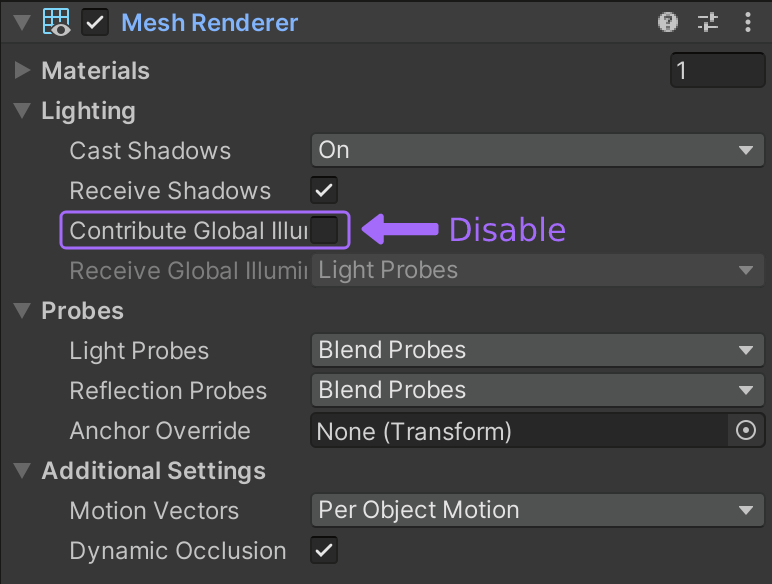 Mesh Renderer
Materials 1
Lighting
Cast Shadows On
Receive Shadows
Contribute Global Illu Disable
Receive Global Illumi Light Probes
Probes
Light Probes Blend Probes
Reflection Probes Blend Probes
Anchor Override None (Transform)
Additional Settings
Motion Vectors Per Object Motion
Dynamic Occlusion